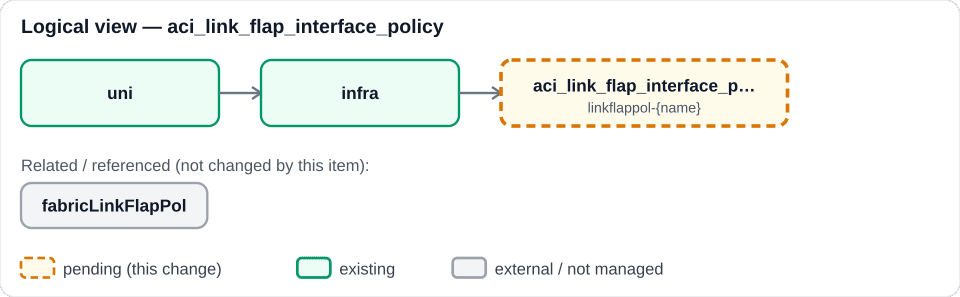 Logical view — aci_link_flap_interface_policy
uni
infra
aci_link_flap_interface_p…
linkflappol-{name}
Related / referenced (not changed by this item):
fabricLinkFlapPol
pending (this change)
existing
external / not managed